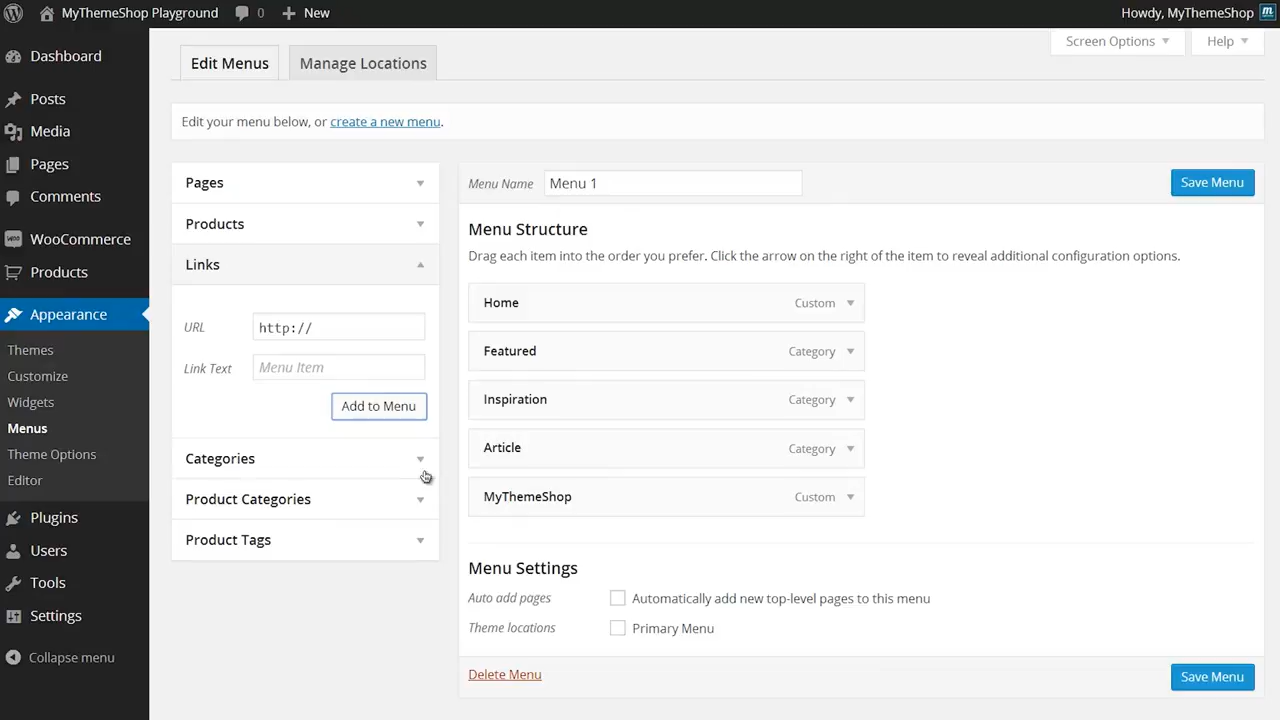 MyThemeShop Playground 0 New Howdy, MyThemeShop m
Screen Options Help
Edit Menus Manage Locations
Edit your menu below, or create a new menu.
Dashboard
Posts
Media
Pages
Comments
WooCommerce
Products
Appearance
Themes
Customize
Widgets
Menus
Theme Options
Editor
Plugins
Users
Tools
Settings
Collapse menu
Pages
Products
Links
URL http://
Link Text Menu Item
Add to Menu
Categories
Product Categories
Product Tags
Menu Name Menu 1 Save Menu
Menu Structure
Drag each item into the order you prefer. Click the arrow on the right of the item to reveal additional configuration options.
Home Custom
Featured Category
Inspiration Category
Article Category
MyThemeShop Custom
Menu Settings
Auto add pages Automatically add new top-level pages to this menu
Theme locations Primary Menu
Delete Menu Save Menu